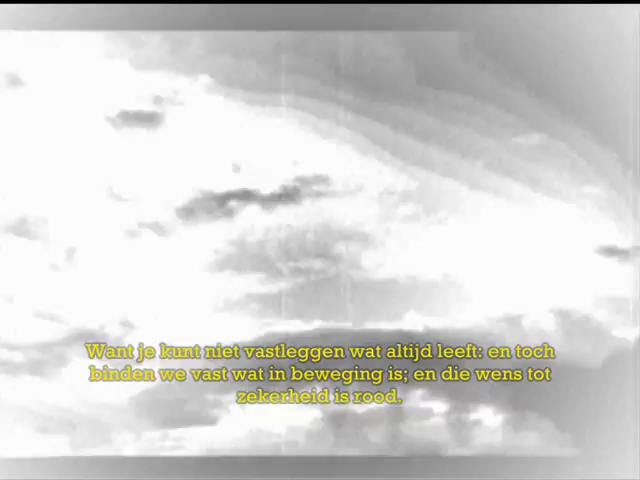 Want je kunt niet vastleggen wat altijd leeft: en toch
binden we vast wat in beweging is; en die wens tot
zekerheid is rood.